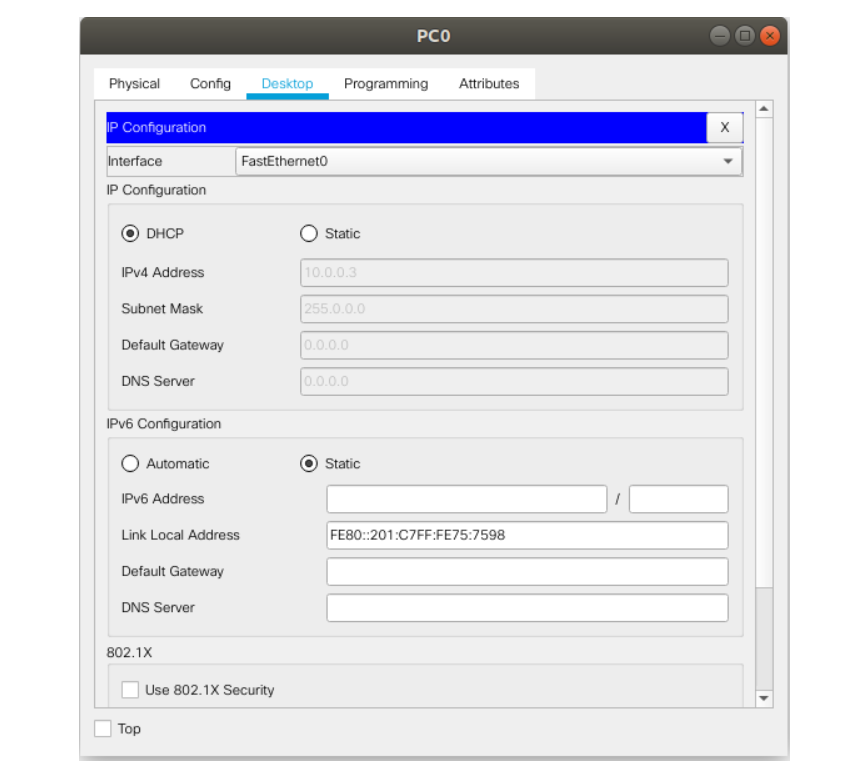 PC0
Physical Config Desktop Programming Attributes
IP Configuration X
Interface FastEthernet0
IP Configuration
DHCP Static
IPv4 Address 10.0.0.3
Subnet Mask 255.0.0.0
Default Gateway 0.0.0.0
DNS Server 0.0.0.0
IPv6 Configuration
Automatic Static
IPv6 Address /
Link Local Address FE80::201:C7FF:FE75:7598
Default Gateway
DNS Server
802.1X
Use 802.1X Security
Top